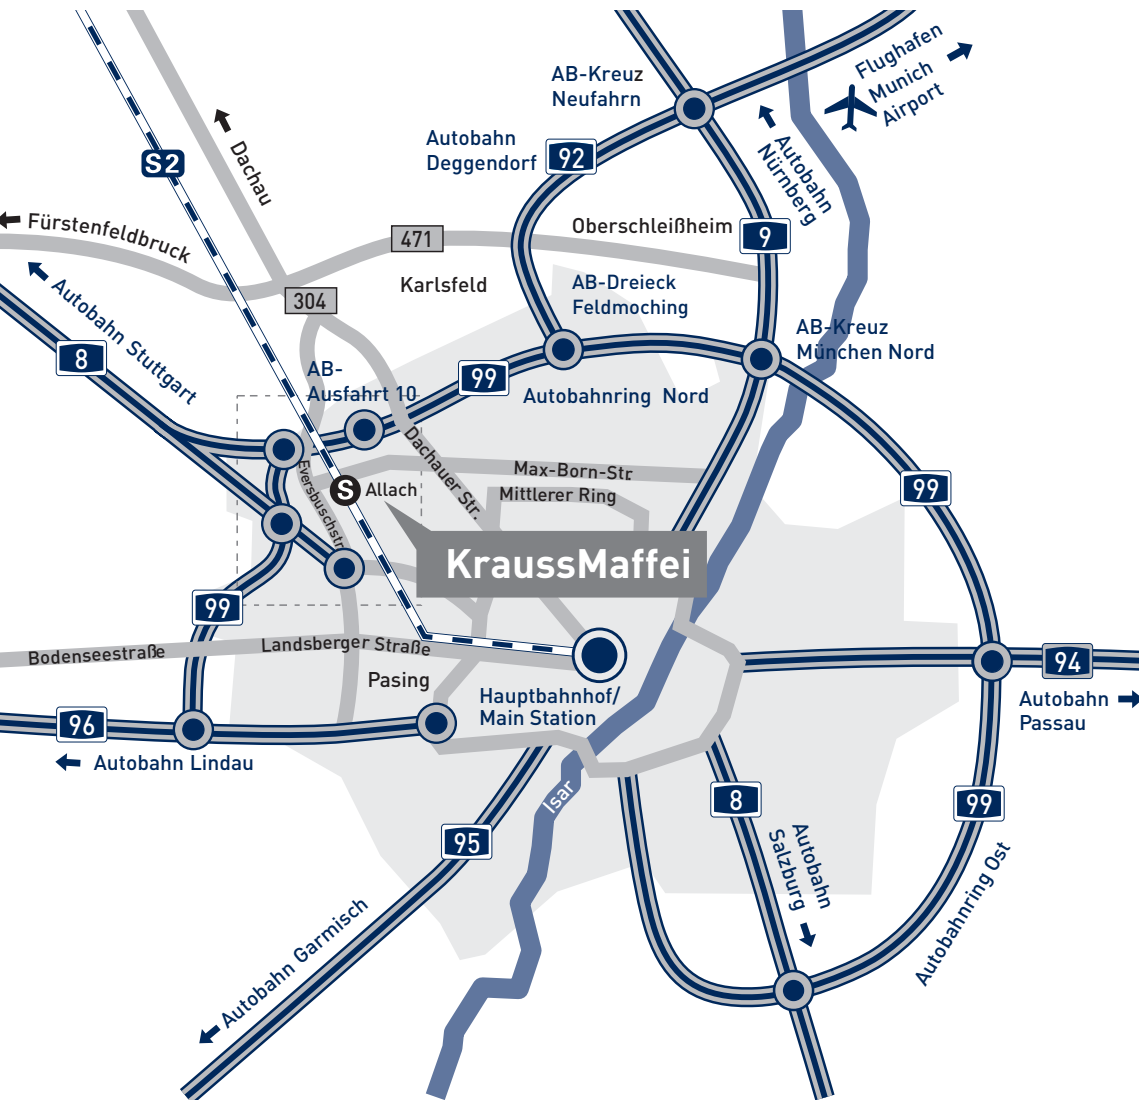 AB-Kreuz
Neufahrn
Flughafen
Munich
Airport
Autobahn
Deggendorf
92
Autobahn
Nürnberg
S2
Dachau
Fürstenfeldbruck
471
Oberschleißheim
9
Karlsfeld
304
AB-Dreieck
Feldmoching
Autobahn Stuttgart
8
AB-Kreuz
München Nord
AB-
Ausfahrt 10
99
Autobahnring Nord
Dachauer Str.
Max-Born-Str.
Mittlerer Ring
Eversbuschstr.
S
Allach
99
KraussMaffei
99
Bodenseestraße
Landsberger Straße
Pasing
94
Autobahn
Passau
Hauptbahnhof/
Main Station
96
Autobahn Lindau
Isar
8
99
95
Autobahn
Salzburg
Autobahnring Ost
Autobahn Garmisch